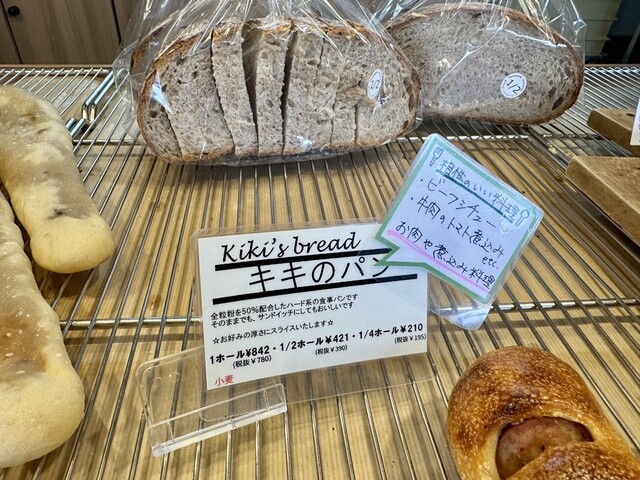 1/2
1/2
Kiki's bread
キキのパン
全粒粉を50%配合したハード系の食事パンです
そのままでも、サンドイッチにしてもおいしいです
☆お好みの厚さにスライスいたします☆
1ホール¥842・1/2ホール¥421・1/4ホール¥210
(税抜¥780) (税抜¥390) (税抜¥195)
小麦
相性のいい料理
・ビーフシチュー
・牛肉のトマト煮込み
etc.
お肉や煮込み料理